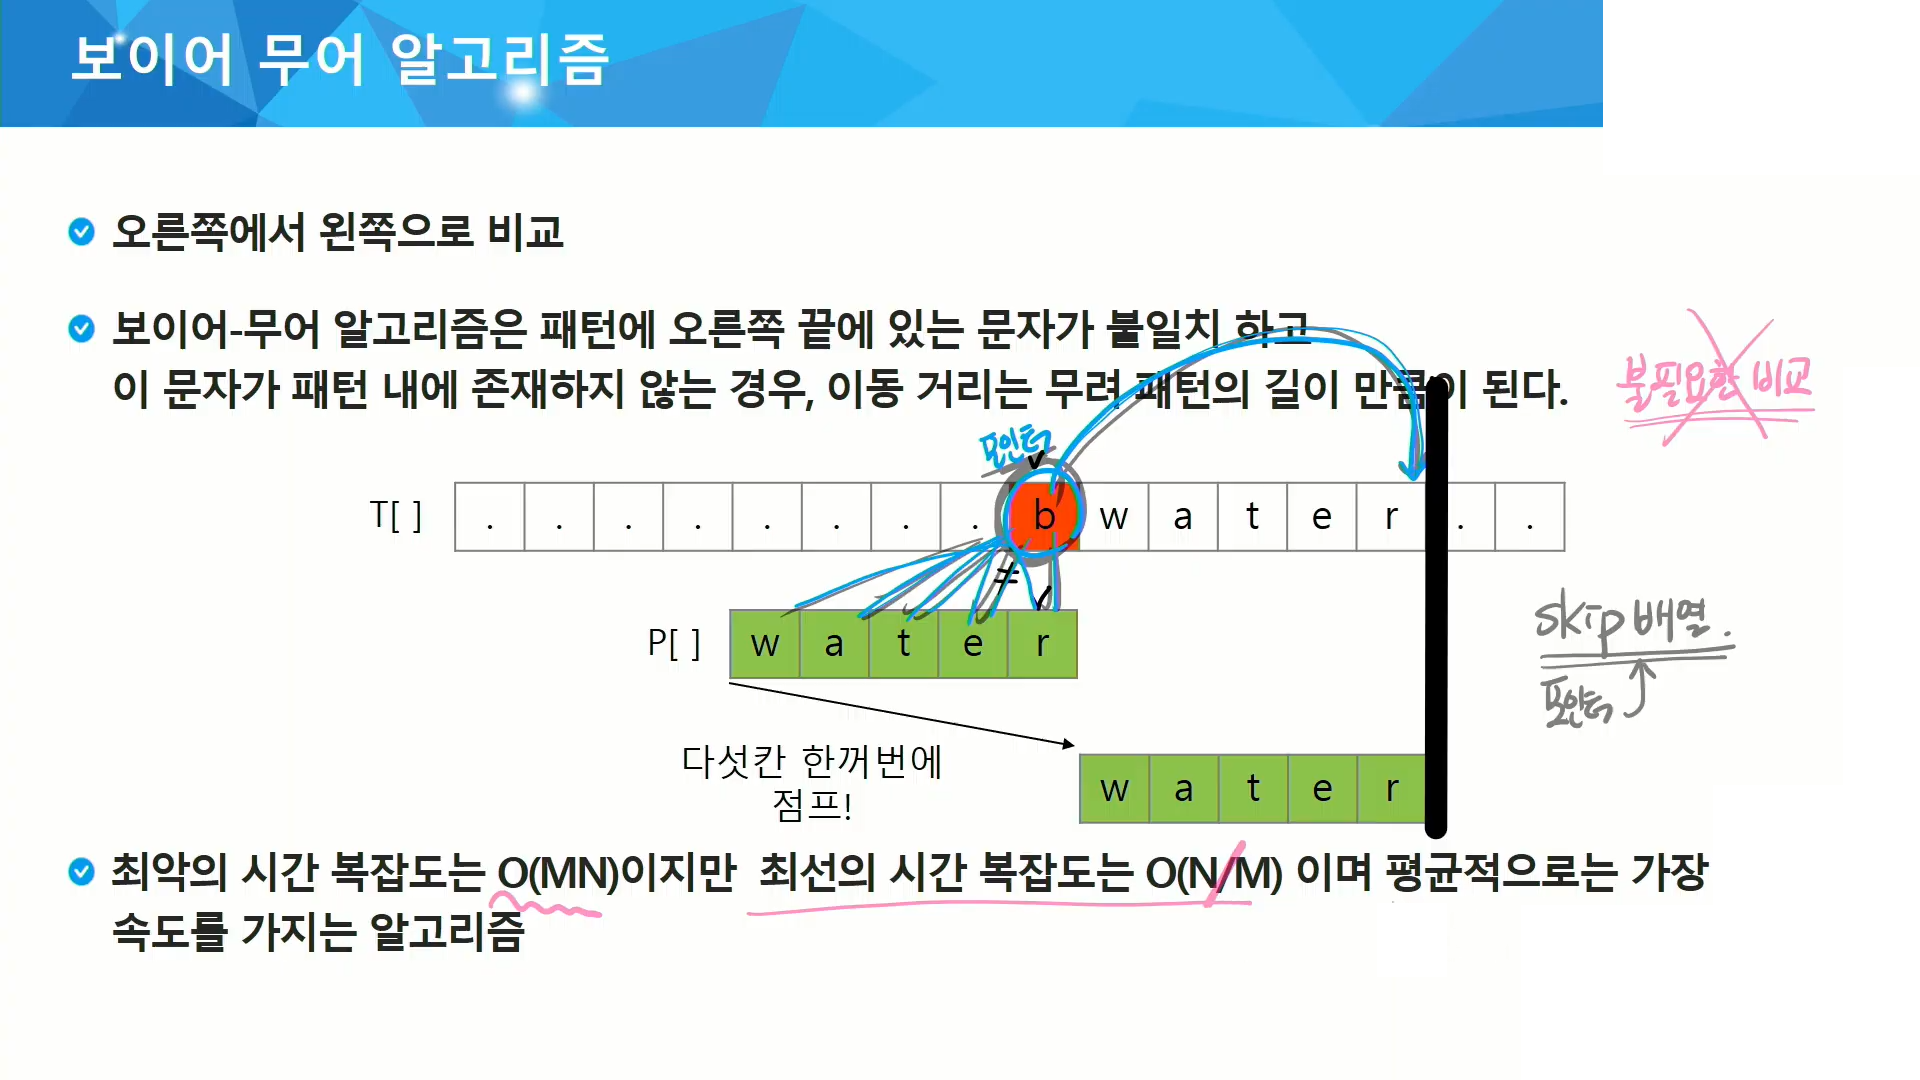 보이어 무어 알고리즘
오른쪽에서 왼쪽으로 비교
보이어-무어 알고리즘은 패턴에 오른쪽 끝에 있는 문자가 불일치 하고
이 문자가 패턴 내에 존재하지 않는 경우, 이동 거리는 무려 패턴의 길이 만큼이 된다.
불필요한 비교
포인터
T[ ] . . . . . . . . b w a t e r . .
≠
P[ ] w a t e r
skip 배열.
포인터
다섯칸 한꺼번에
점프!
w a t e r
최악의 시간 복잡도는 O(MN)이지만 최선의 시간 복잡도는 O(N/M) 이며 평균적으로는 가장
속도를 가지는 알고리즘